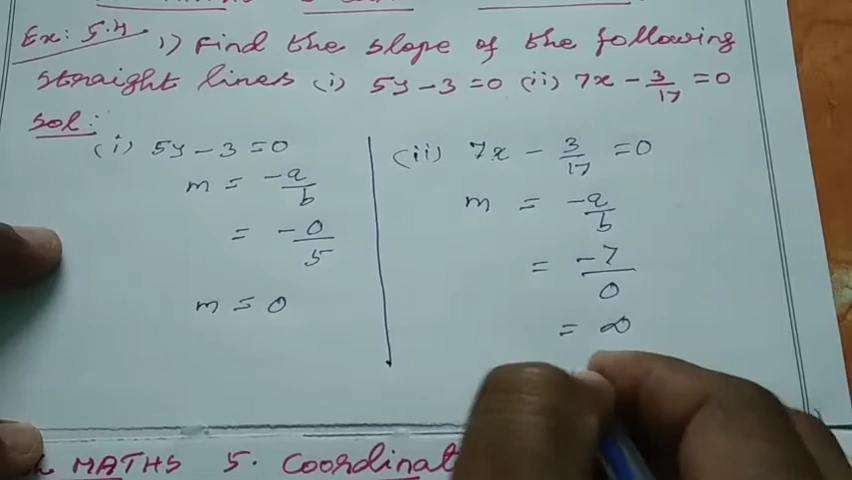 Ex: 5.4 1) Find the slope of the following
straight lines (i) 5y - 3 = 0 (ii) 7x - 3/17 = 0
Sol:
(i) 5y - 3 = 0
m = -a/b
= -0/5
m = 0
(ii) 7x - 3/17 = 0
m = -a/b
= -7/0
= ∞
MATHS 5. Coordinat